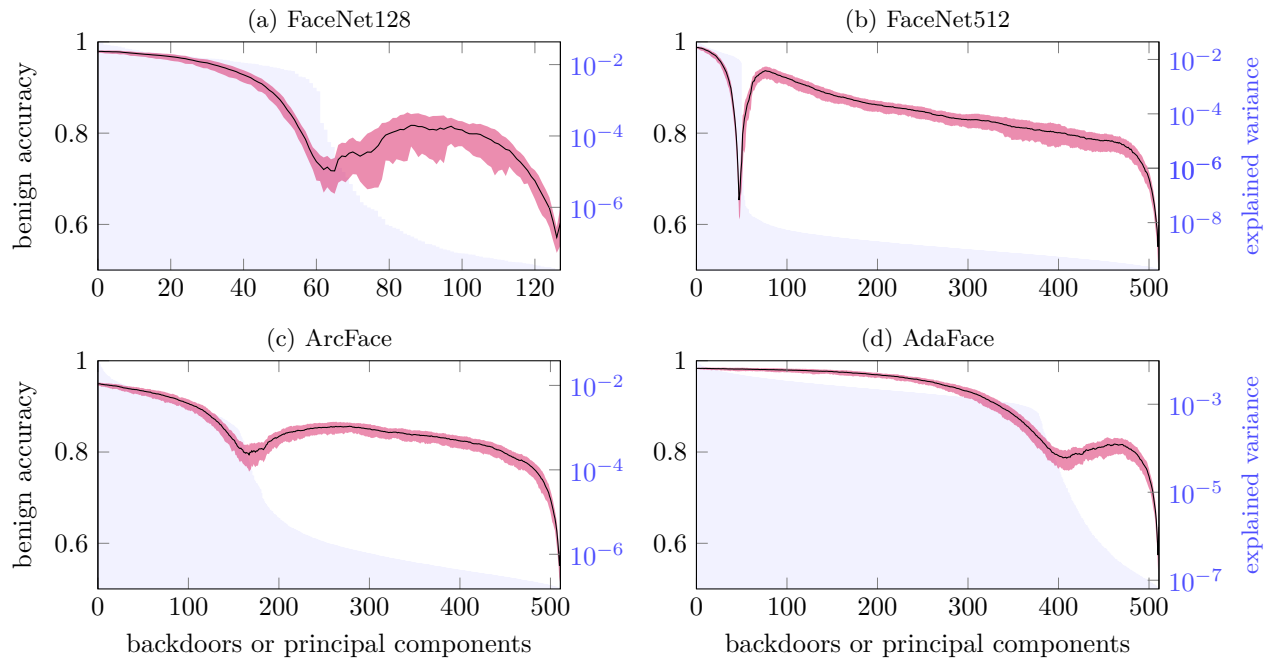 (a) FaceNet128
(b) FaceNet512
1
0.8
0.6
benign accuracy
10^−2
10^−4
10^−6
0 20 40 60 80 100 120
1
0.8
0.6
10^−2
10^−4
10^−6
10^−8
explained variance
0 100 200 300 400 500
(c) ArcFace
(d) AdaFace
1
0.8
0.6
benign accuracy
10^−2
10^−4
10^−6
0 100 200 300 400 500
backdoors or principal components
1
0.8
0.6
10^−3
10^−5
10^−7
explained variance
0 100 200 300 400 500
backdoors or principal components